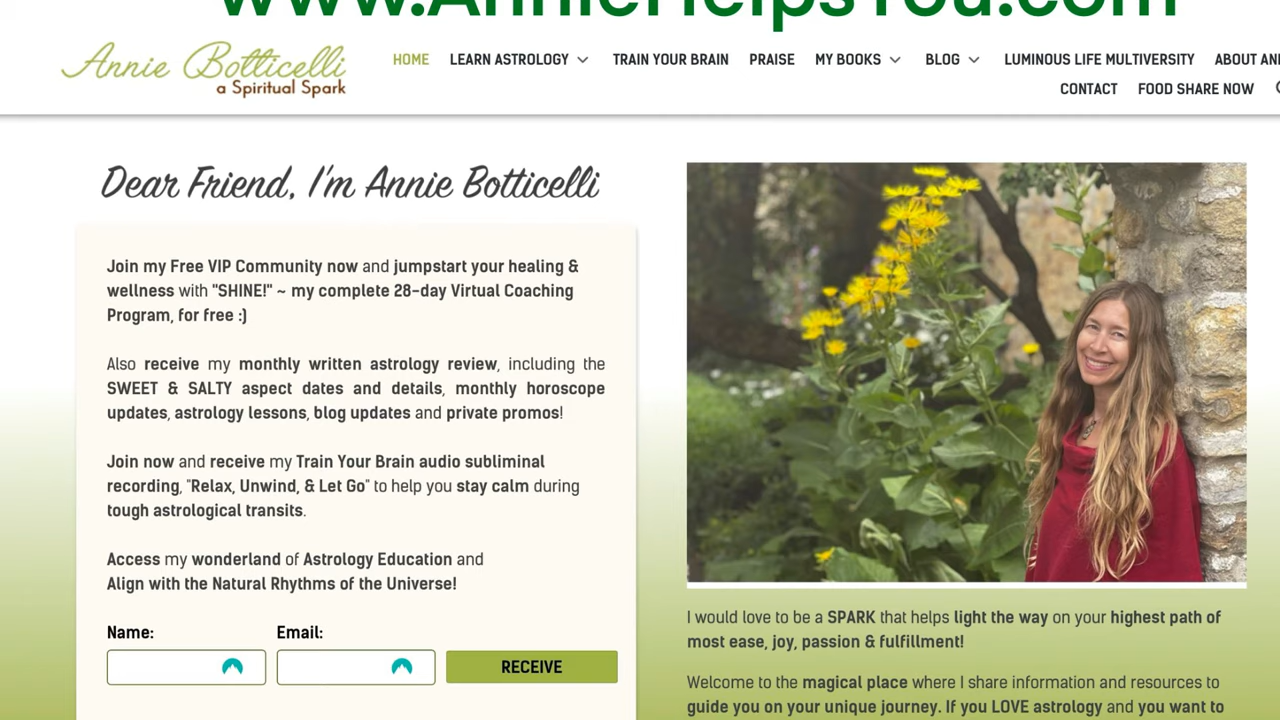 www.AnnieHelpsYou.com
Annie Botticelli
a Spiritual Spark
HOME LEARN ASTROLOGY TRAIN YOUR BRAIN PRAISE MY BOOKS BLOG LUMINOUS LIFE MULTIVERSITY ABOUT
CONTACT FOOD SHARE NOW
Dear Friend, I'm Annie Botticelli
Join my Free VIP Community now and jumpstart your healing &
wellness with "SHINE!" ~ my complete 28-day Virtual Coaching
Program, for free :)
Also receive my monthly written astrology review, including the
SWEET & SALTY aspect dates and details, monthly horoscope
updates, astrology lessons, blog updates and private promos!
Join now and receive my Train Your Brain audio subliminal
recording, "Relax, Unwind, & Let Go" to help you stay calm during
tough astrological transits.
Access my wonderland of Astrology Education and
Align with the Natural Rhythms of the Universe!
Name: Email:
RECEIVE
I would love to be a SPARK that helps light the way on your highest path of
most ease, joy, passion & fulfillment!
Welcome to the magical place where I share information and resources to
guide you on your unique journey. If you LOVE astrology and you want to